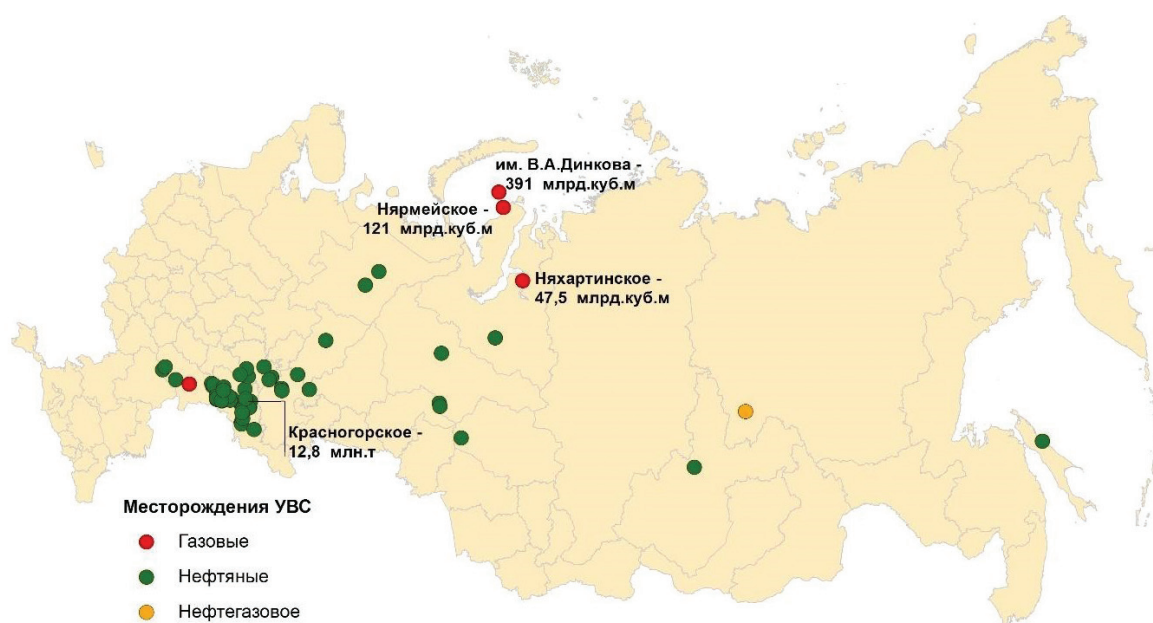 им. В.А.Динкова -
391 млрд.куб.м
Нярмейское -
121 млрд.куб.м
Няхартинское -
47,5 млрд.куб.м
Красногорское -
12,8 млн.т
Месторождения УВС
Газовые
Нефтяные
Нефтегазовое